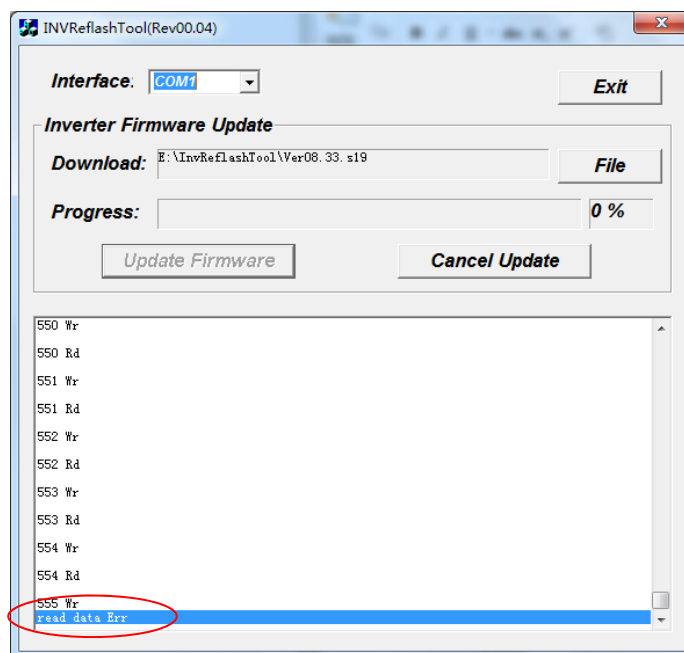 INVReflashTool(Rev00.04)
Interface: COM1
Exit
Inverter Firmware Update
Download: E:\InvReflashTool\Ver08.33.s19
File
Progress: 0 %
Update Firmware
Cancel Update
550 Wr
550 Rd
551 Wr
551 Rd
552 Wr
552 Rd
553 Wr
553 Rd
554 Wr
554 Rd
555 Wr
read data Err